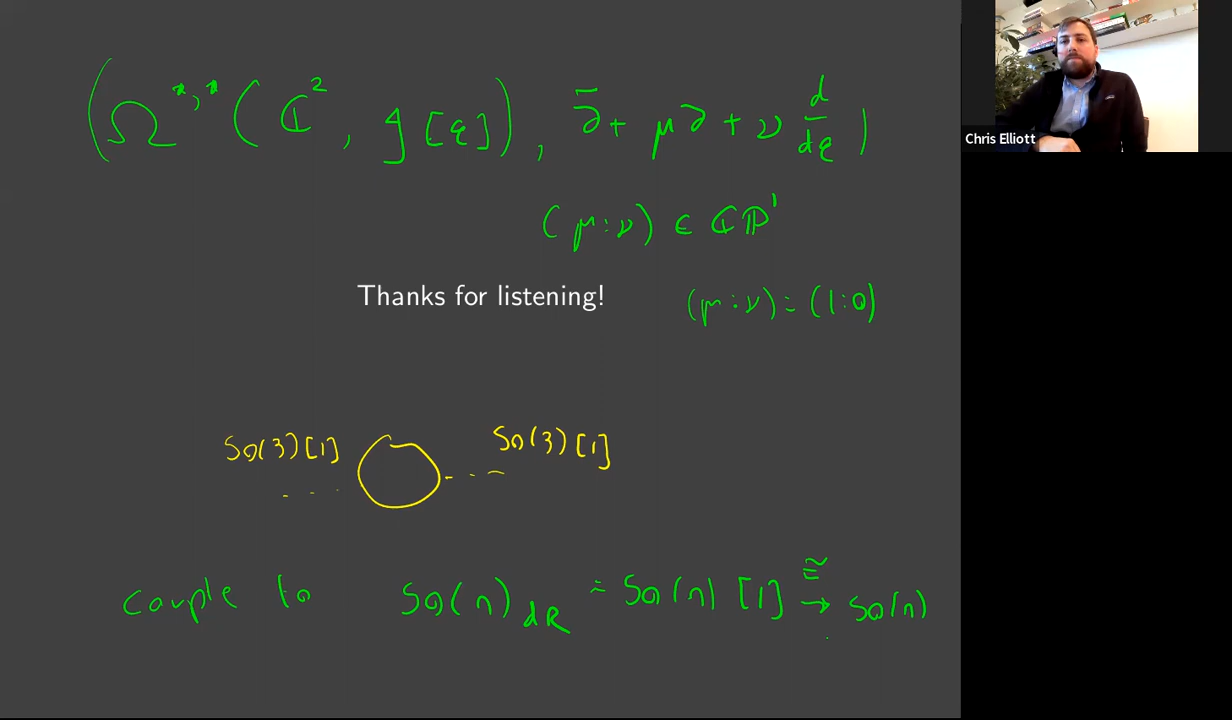 (Ω^{*,*}(ℂ², 𝔤[ε]), ∂̄ + μ∂ + ν d/dε)
(μ:ν) ∈ ℂℙ¹
Thanks for listening!
(μ:ν) = (1:0)
so(3)[1] so(3)[1]
couple to so(n)_{dR} = so(n)[1] ≅→ so(n)
Chris Elliott